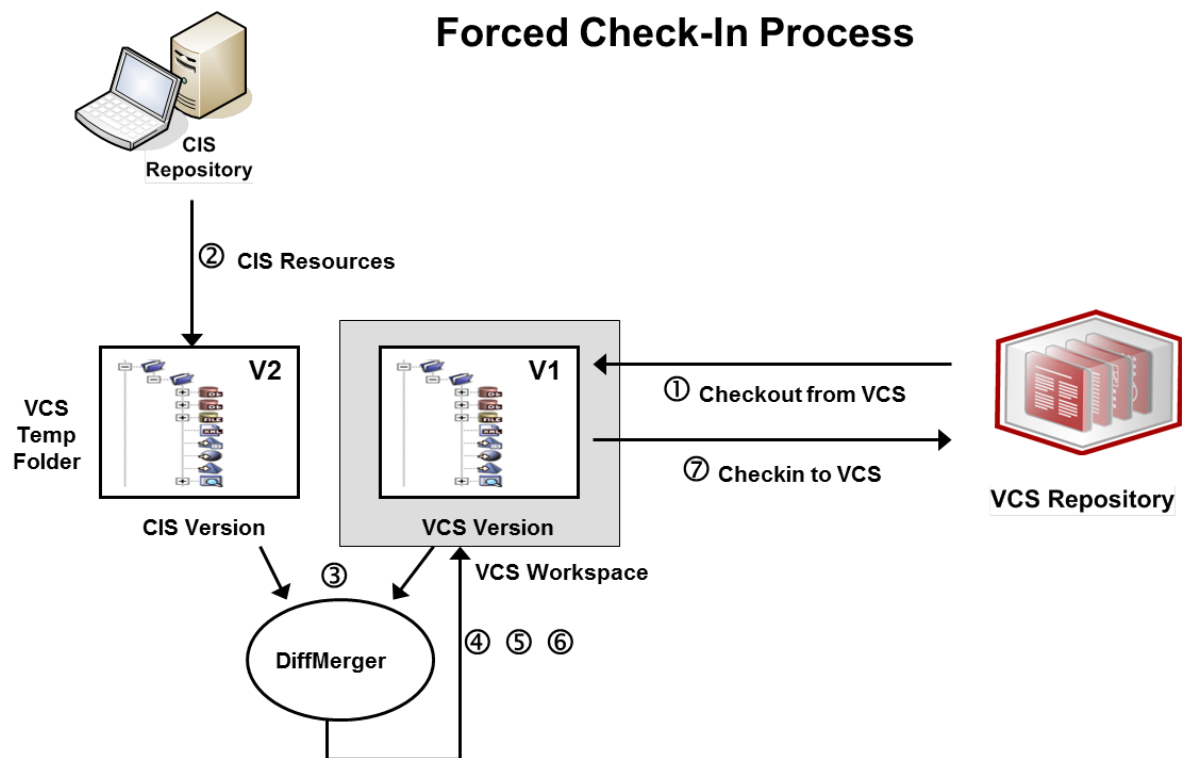 Forced Check-In Process
CIS
Repository
② CIS Resources
V2
V1
VCS
Temp
Folder
① Checkout from VCS
⑦ Checkin to VCS
VCS Repository
CIS Version
VCS Version
③
VCS Workspace
④ ⑤ ⑥
DiffMerger